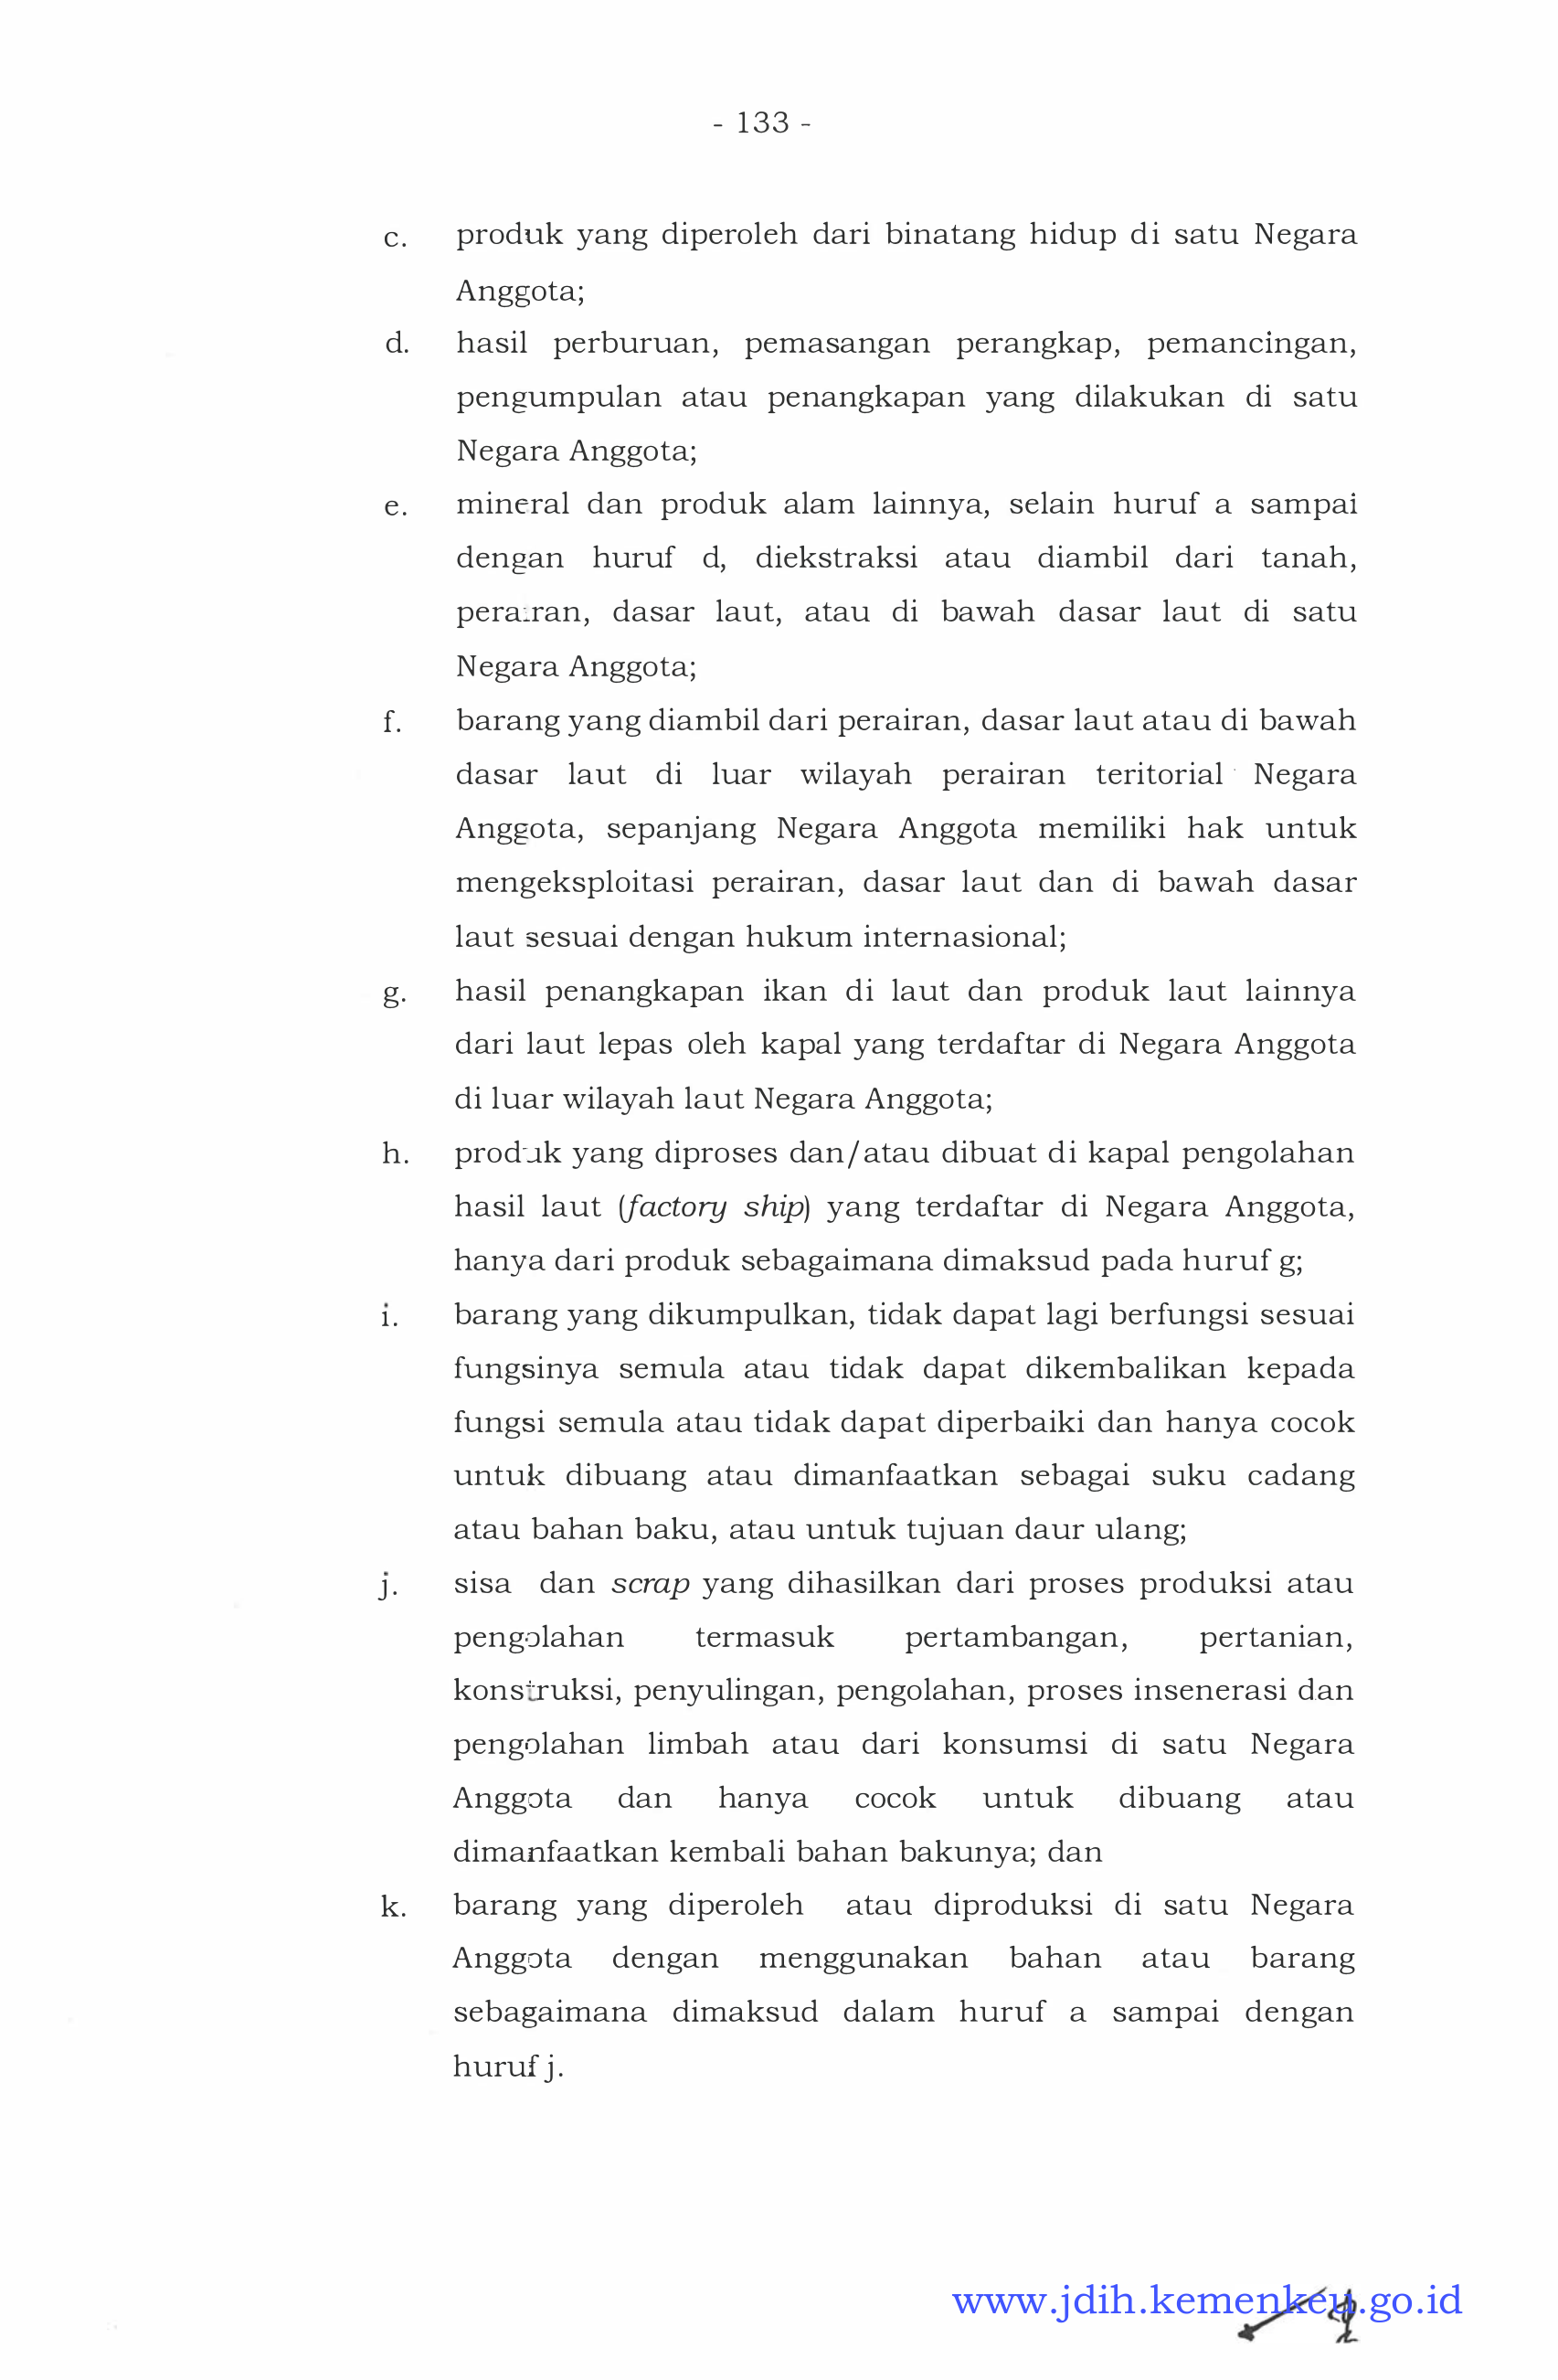 - 133 -
c. produk yang diperoleh dari binatang hidup di satu Negara
Anggota;
d. hasil perburuan, pemasangan perangkap, pemancingan,
pengumpulan atau penangkapan yang dilakukan di satu
Negara Anggota;
e. mineral dan produk alam lainnya, selain huruf a sampai
dengan huruf d, diekstraksi atau diambil dari tanah,
perairan, dasar laut, atau di bawah dasar laut di satu
Negara Anggota;
f. barang yang diambil dari perairan, dasar laut atau di bawah
dasar laut di luar wilayah perairan teritorial Negara
Anggota, sepanjang Negara Anggota memiliki hak untuk
mengeksploitasi perairan, dasar laut dan di bawah dasar
laut sesuai dengan hukum internasional;
g. hasil penangkapan ikan di laut dan produk laut lainnya
dari laut lepas oleh kapal yang terdaftar di Negara Anggota
di luar wilayah laut Negara Anggota;
h. produk yang diproses dan/atau dibuat di kapal pengolahan
hasil laut (factory ship) yang terdaftar di Negara Anggota,
hanya dari produk sebagaimana dimaksud pada huruf g;
i. barang yang dikumpulkan, tidak dapat lagi berfungsi sesuai
fungsinya semula atau tidak dapat dikembalikan kepada
fungsi semula atau tidak dapat diperbaiki dan hanya cocok
untuk dibuang atau dimanfaatkan sebagai suku cadang
atau bahan baku, atau untuk tujuan daur ulang;
j. sisa dan scrap yang dihasilkan dari proses produksi atau
pengolahan termasuk pertambangan, pertanian,
konstruksi, penyulingan, pengolahan, proses insenerasi dan
pengolahan limbah atau dari konsumsi di satu Negara
Anggota dan hanya cocok untuk dibuang atau
dimanfaatkan kembali bahan bakunya; dan
k. barang yang diperoleh atau diproduksi di satu Negara
Anggota dengan menggunakan bahan atau barang
sebagaimana dimaksud dalam huruf a sampai dengan
huruf j.
www.jdih.kemenkeu.go.id